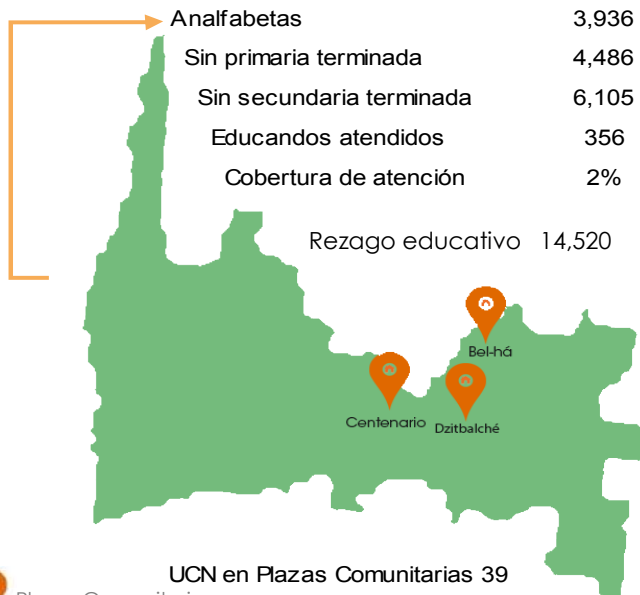 Analfabetas 3,936
Sin primaria terminada 4,486
Sin secundaria terminada 6,105
Educandos atendidos 356
Cobertura de atención 2%
Rezago educativo 14,520
Bel-há
Centenario Dzitbalché
UCN en Plazas Comunitarias 39